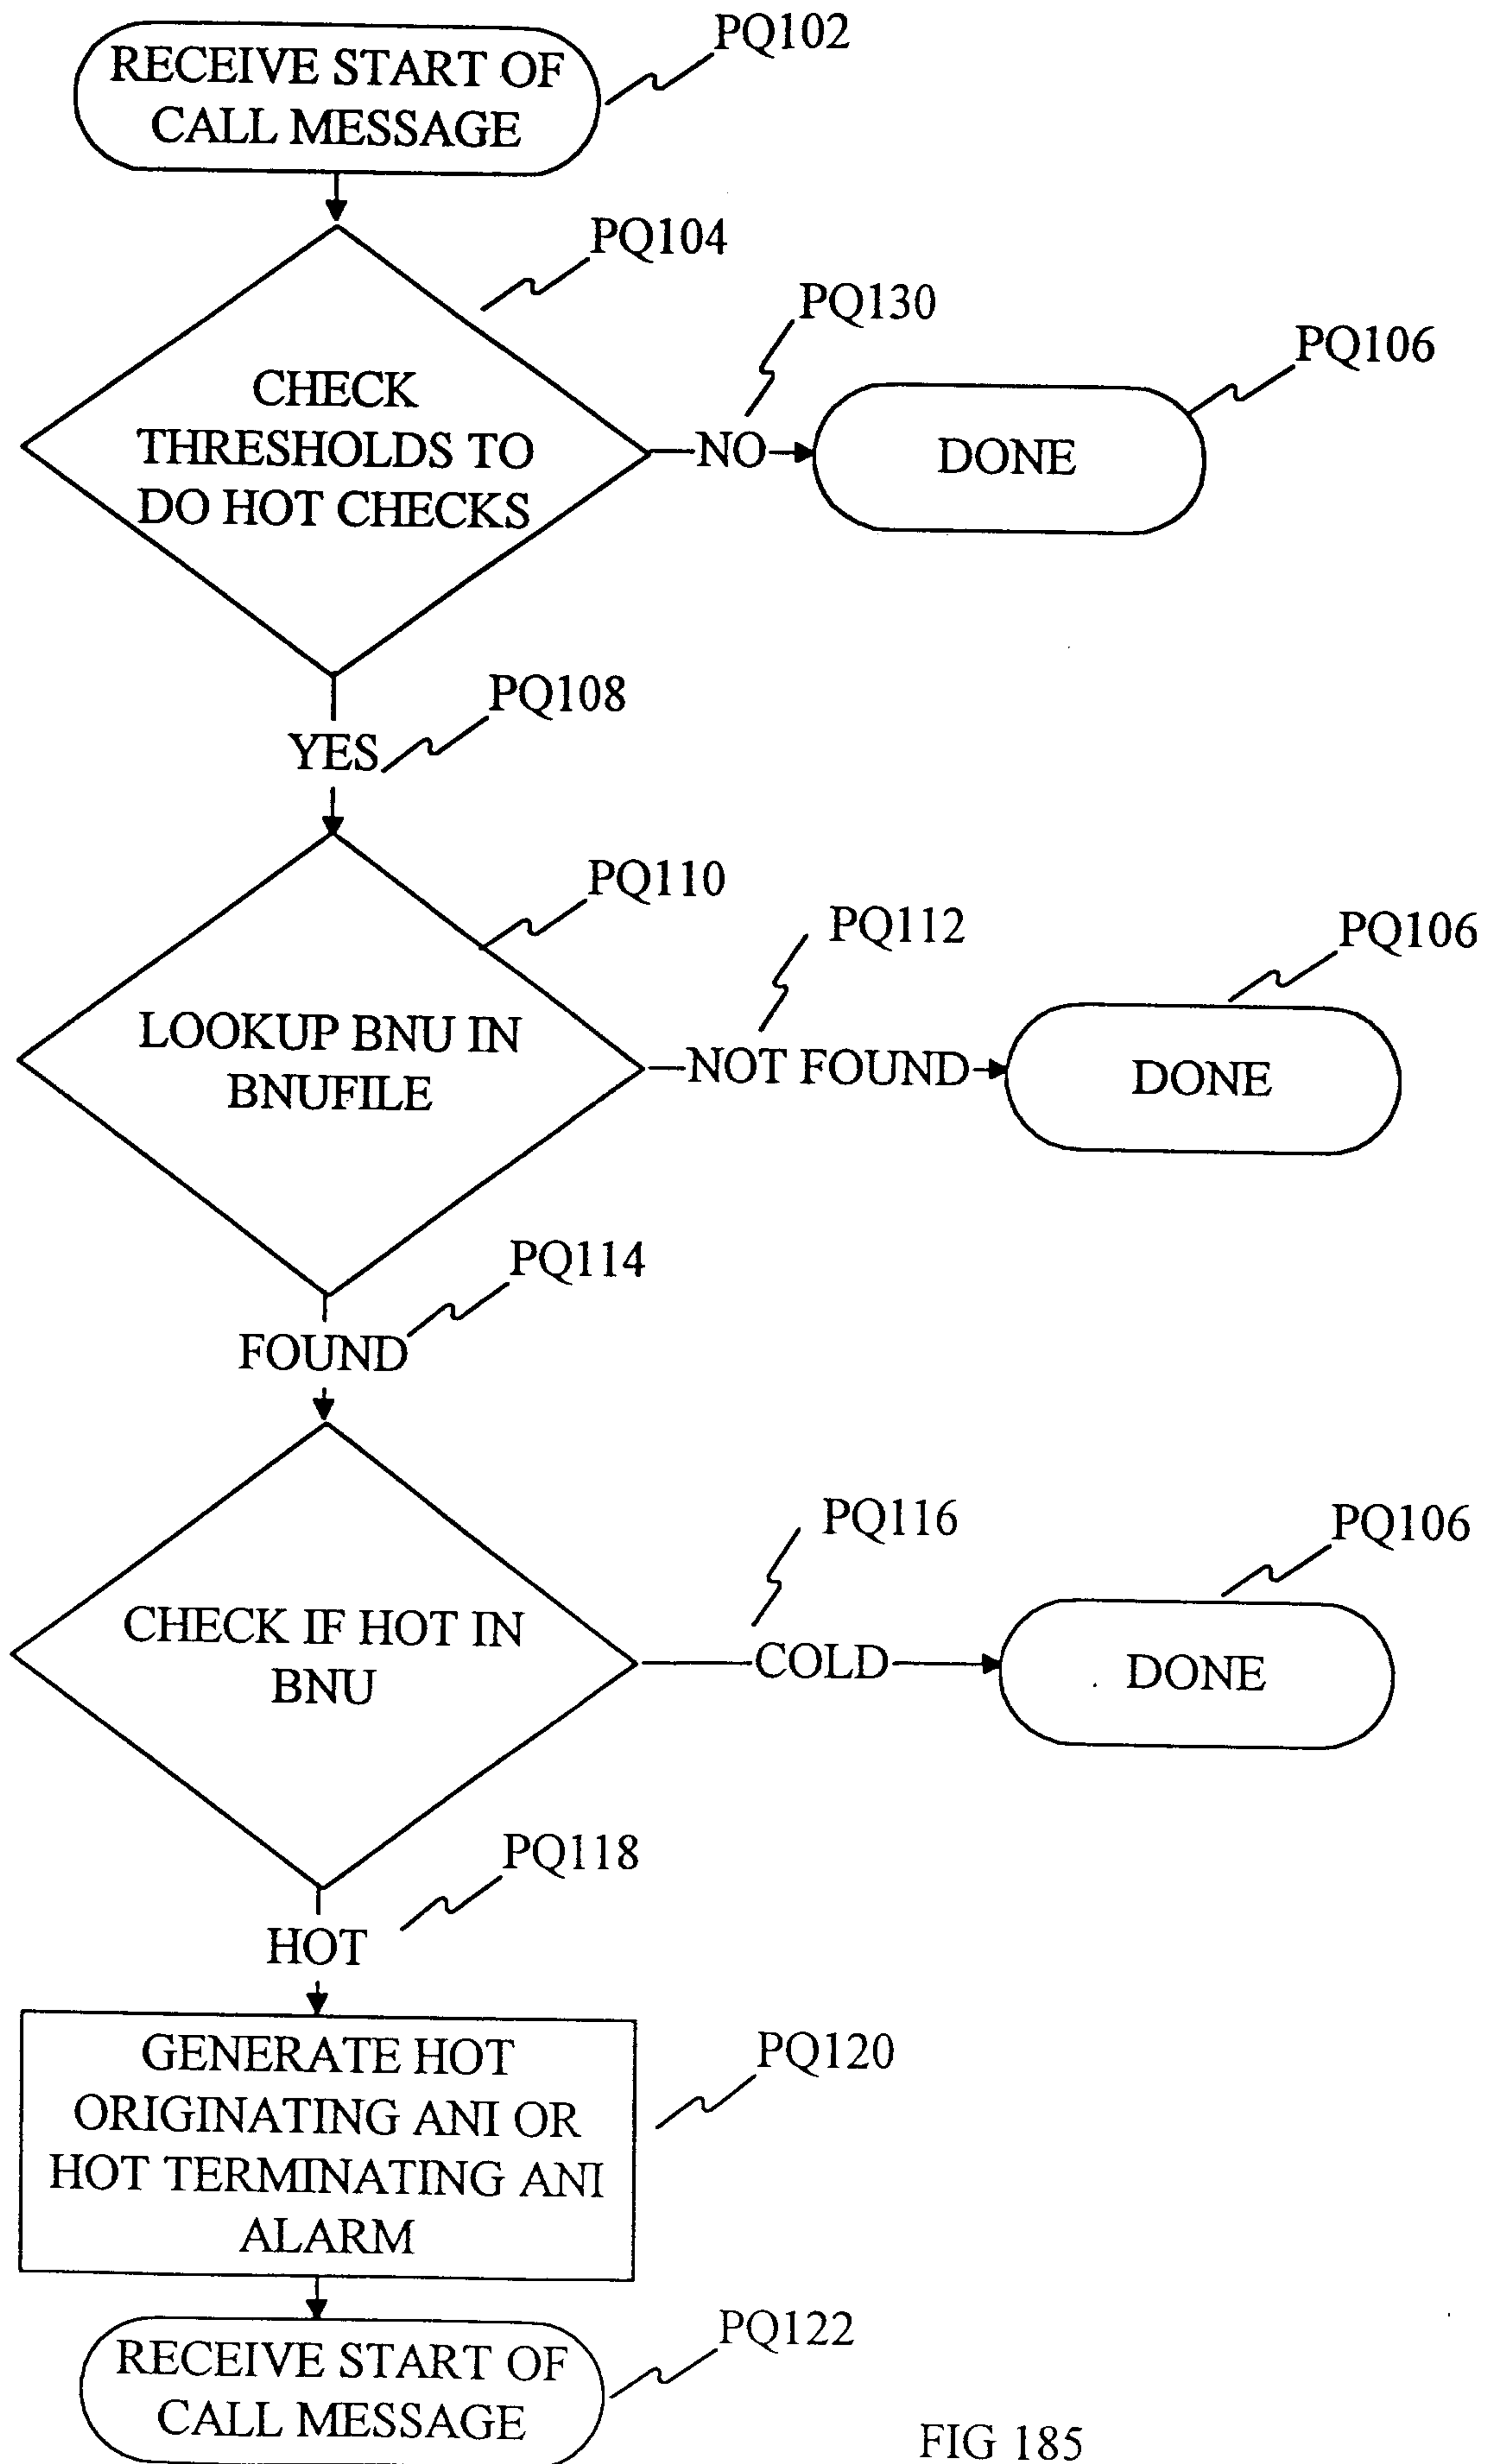 PQ102
RECEIVE START OF
CALL MESSAGE
PQ104
PQ130
PQ106
CHECK
THRESHOLDS TO
DO HOT CHECKS
NO
DONE
PQ108
YES
PQ110
PQ112
PQ106
LOOKUP BNU IN
BNUFILE
NOT FOUND
DONE
PQ114
FOUND
PQ116
PQ106
CHECK IF HOT IN
BNU
COLD
DONE
PQ118
HOT
PQ120
GENERATE HOT
ORIGINATING ANI OR
HOT TERMINATING ANI
ALARM
PQ122
RECEIVE START OF
CALL MESSAGE
FIG 185